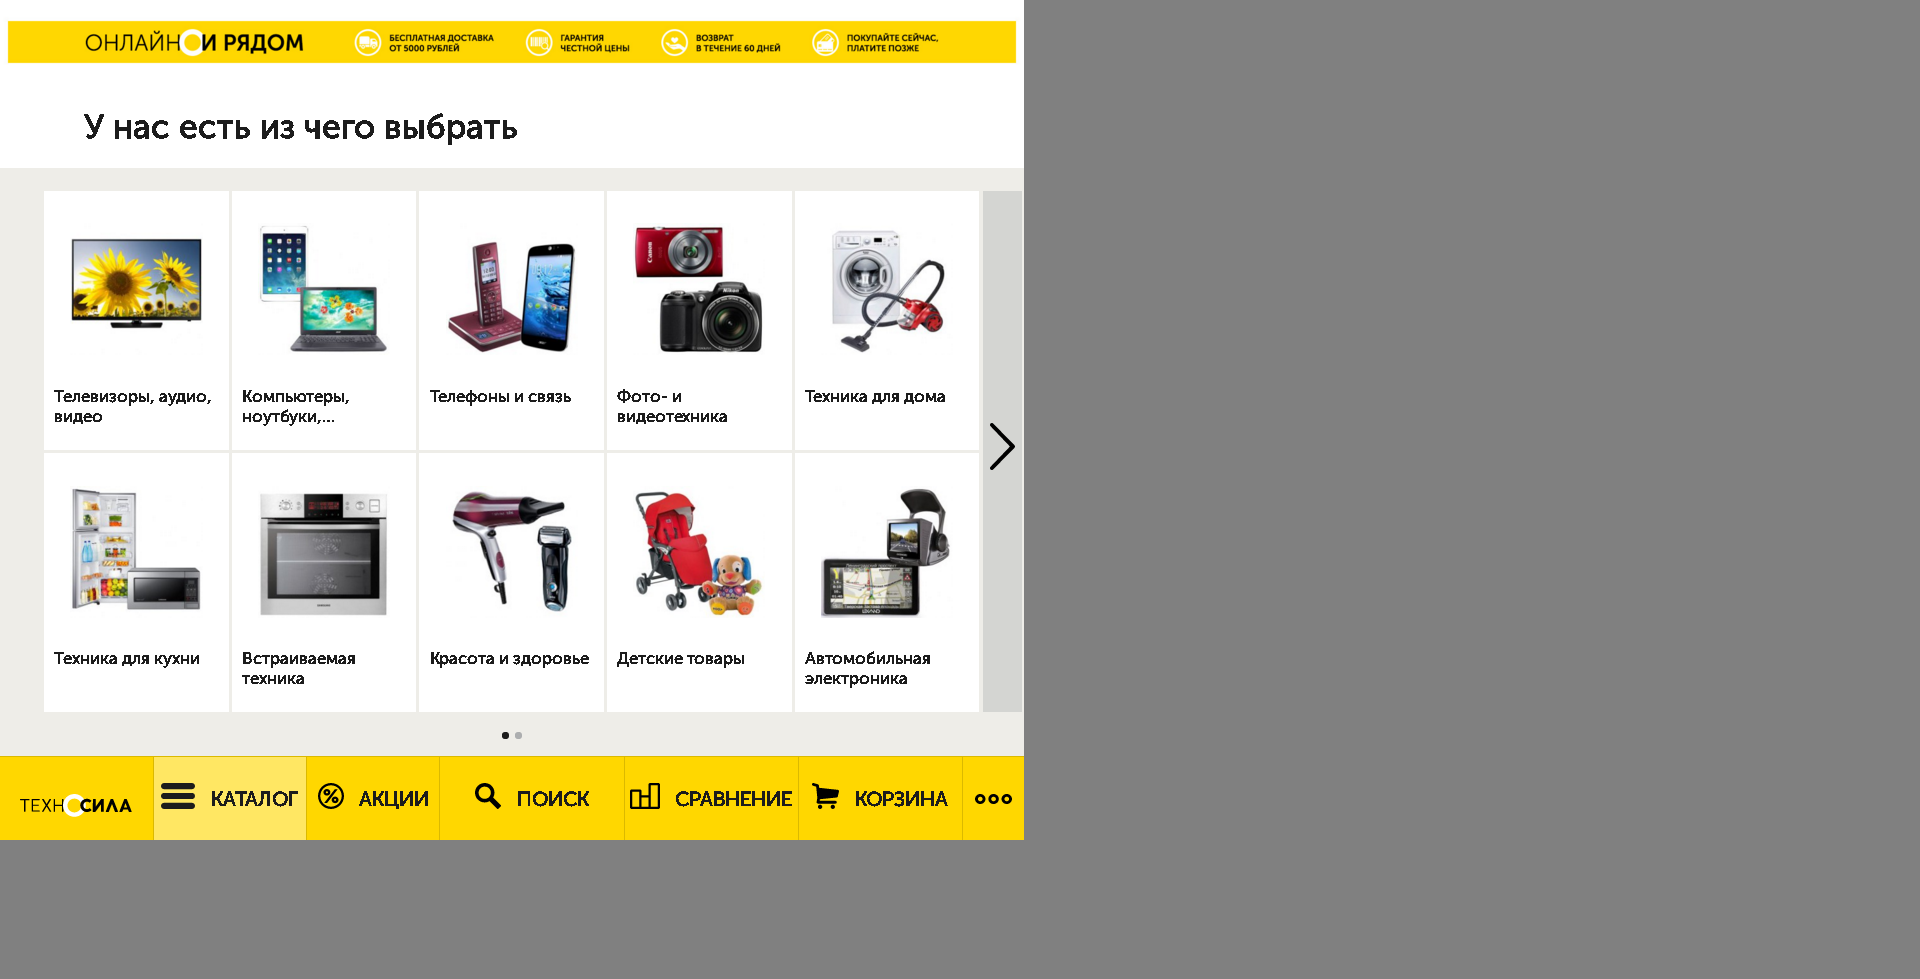 ОНЛАЙН И РЯДОМ
БЕСПЛАТНАЯ ДОСТАВКА
ОТ 5000 РУБЛЕЙ
ГАРАНТИЯ
ЧЕСТНОЙ ЦЕНЫ
ВОЗВРАТ
В ТЕЧЕНИЕ 60 ДНЕЙ
ПОКУПАЙТЕ СЕЙЧАС,
ПЛАТИТЕ ПОЗЖЕ
У нас есть из чего выбрать
Canon
Nikon
Телевизоры, аудио,
видео
Компьютеры,
ноутбуки,...
Телефоны и связь
Фото- и
видеотехника
Техника для дома
Техника для кухни
Встраиваемая
техника
Красота и здоровье
Детские товары
Автомобильная
электроника
ТЕХНОСИЛА
КАТАЛОГ
АКЦИИ
ПОИСК
СРАВНЕНИЕ
КОРЗИНА